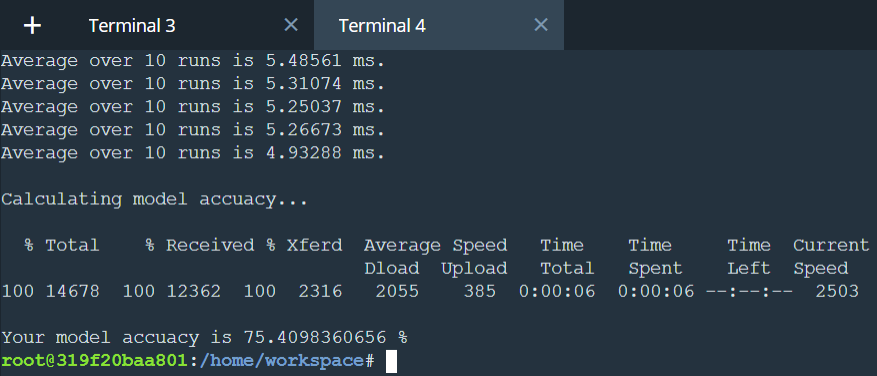 + Terminal 3 × Terminal 4 ×
Average over 10 runs is 5.48561 ms.
Average over 10 runs is 5.31074 ms.
Average over 10 runs is 5.25037 ms.
Average over 10 runs is 5.26673 ms.
Average over 10 runs is 4.93288 ms.
Calculating model accuacy...
% Total % Received % Xferd Average Speed Time Time Time Current
Dload Upload Total Spent Left Speed
100 14678 100 12362 100 2316 2055 385 0:00:06 0:00:06 --:--:-- 2503
Your model accuacy is 75.4098360656 %
root@319f20baa801:/home/workspace#